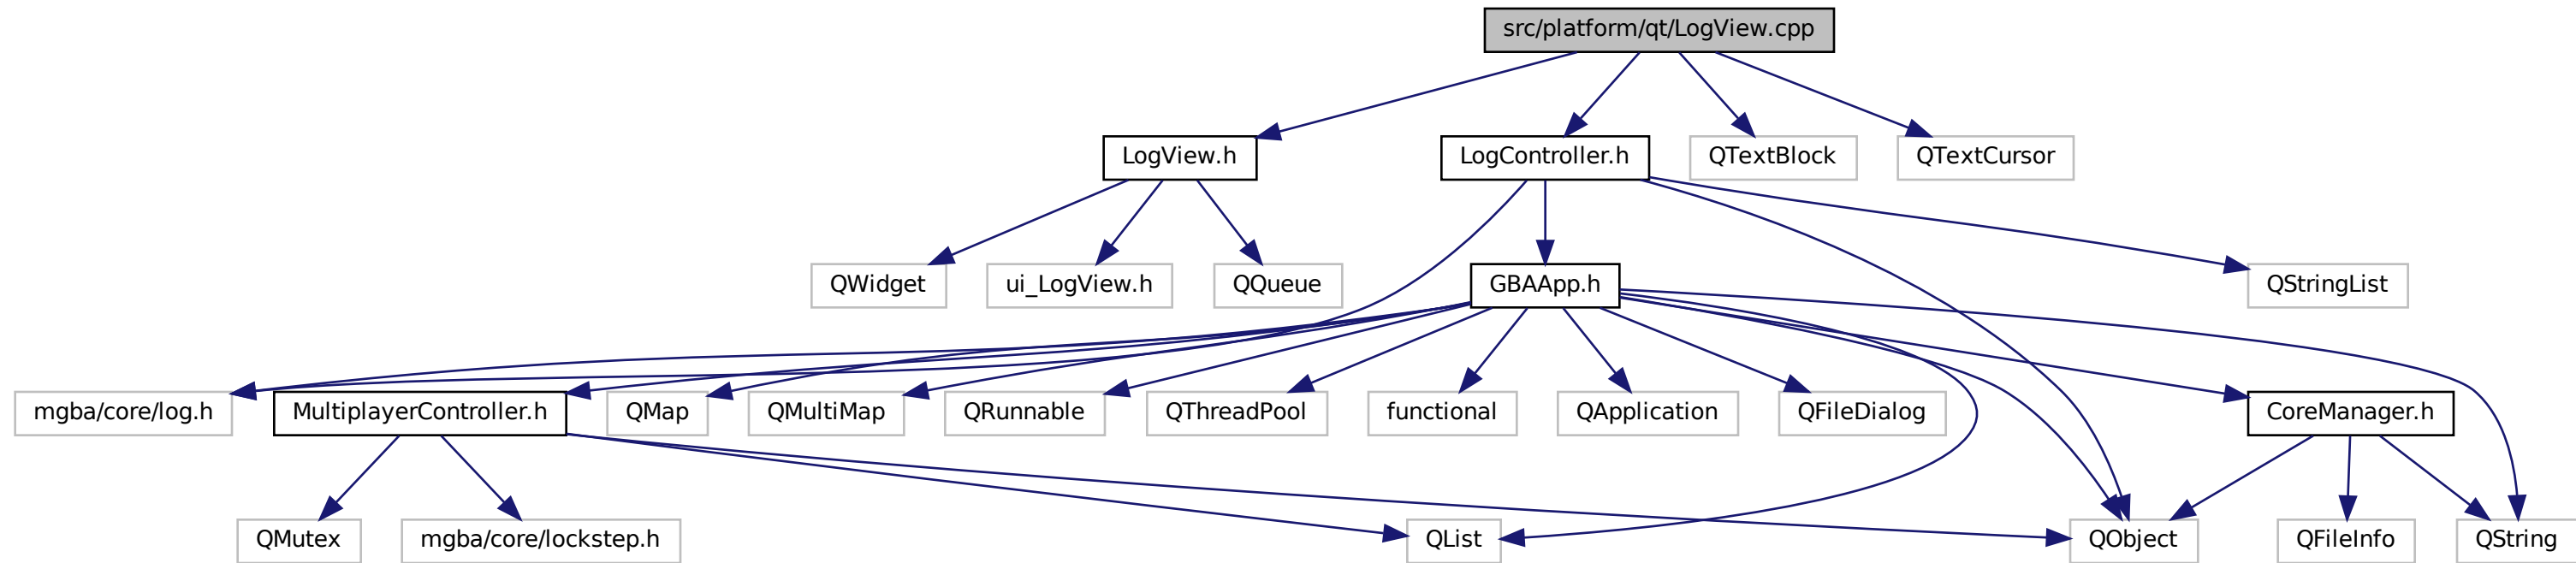 src/platform/qt/LogView.cpp
LogView.h
LogController.h
QTextBlock
QTextCursor
QWidget
ui_LogView.h
QQueue
GBAApp.h
QStringList
mgba/core/log.h
MultiplayerController.h
QMap
QMultiMap
QRunnable
QThreadPool
functional
QApplication
QFileDialog
CoreManager.h
QMutex
mgba/core/lockstep.h
QList
QObject
QFileInfo
QString